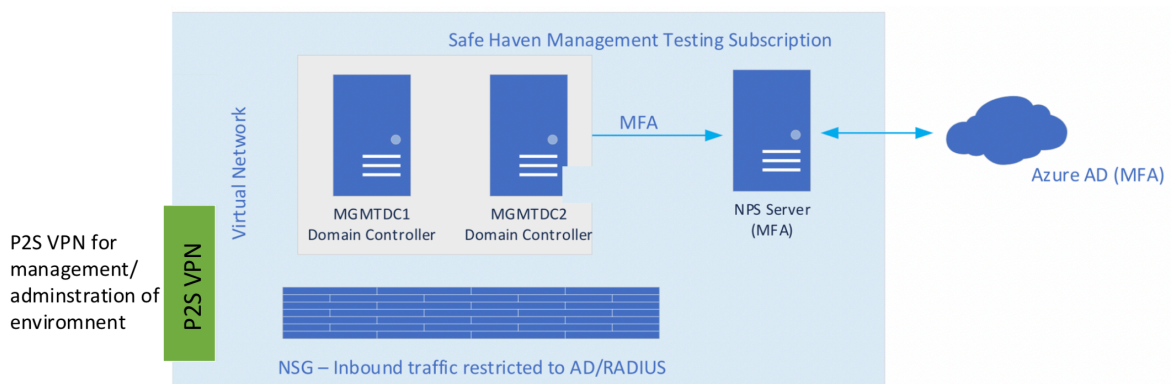 Safe Haven Management Testing Subscription
Virtual Network
MFA
MGMTDC1
Domain Controller
MGMTDC2
Domain Controller
NPS Server
(MFA)
Azure AD (MFA)
P2S VPN for
management/
adminstration of
enviromnent
P2S VPN
NSG – Inbound traffic restricted to AD/RADIUS